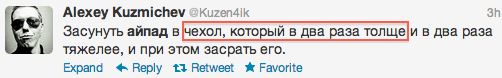 Alexey Kuzmichev @Kuzen4ik 3h
Засунуть айпад в чехол, который в два раза толще и в два раза
тяжелее, и при этом засрать его.
Expand Reply Retweet Favorite